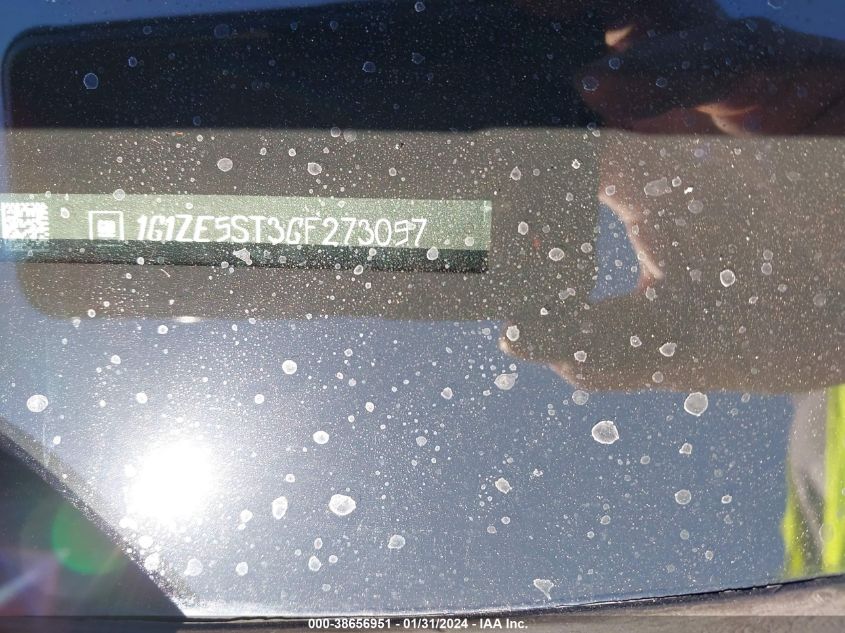 1G1ZE5ST3GF273097
000-38656951 - 01/31/2024 - IAA Inc.